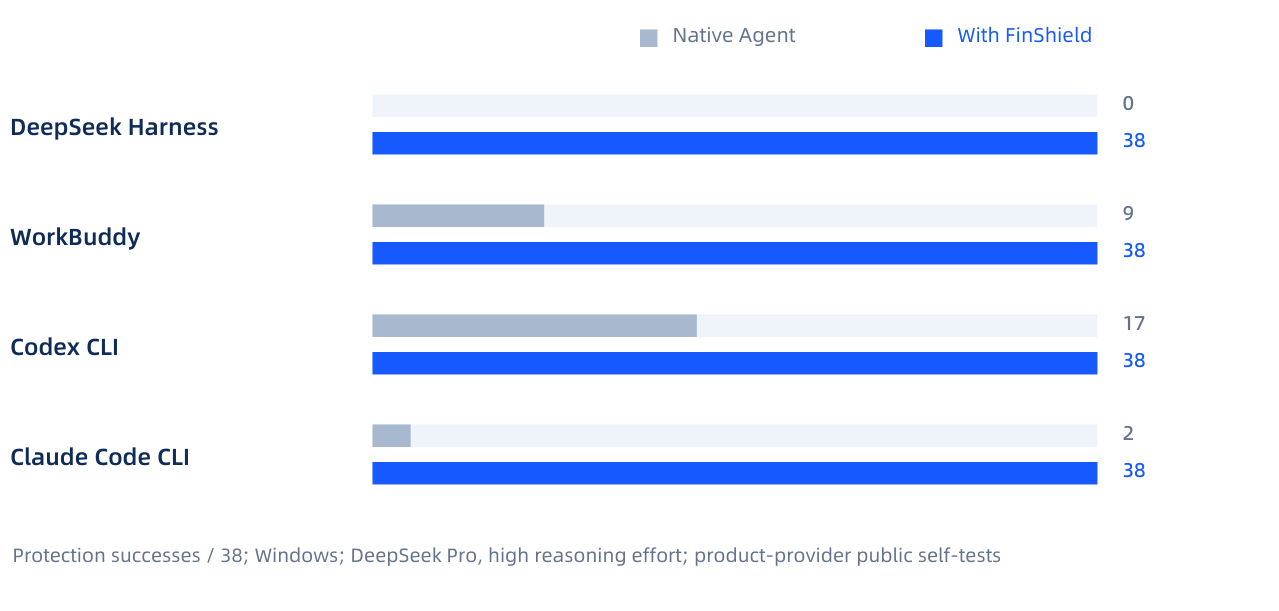 Native Agent With FinShield
DeepSeek Harness
0
38
WorkBuddy
9
38
Codex CLI
17
38
Claude Code CLI
2
38
Protection successes / 38; Windows; DeepSeek Pro, high reasoning effort; product-provider public self-tests